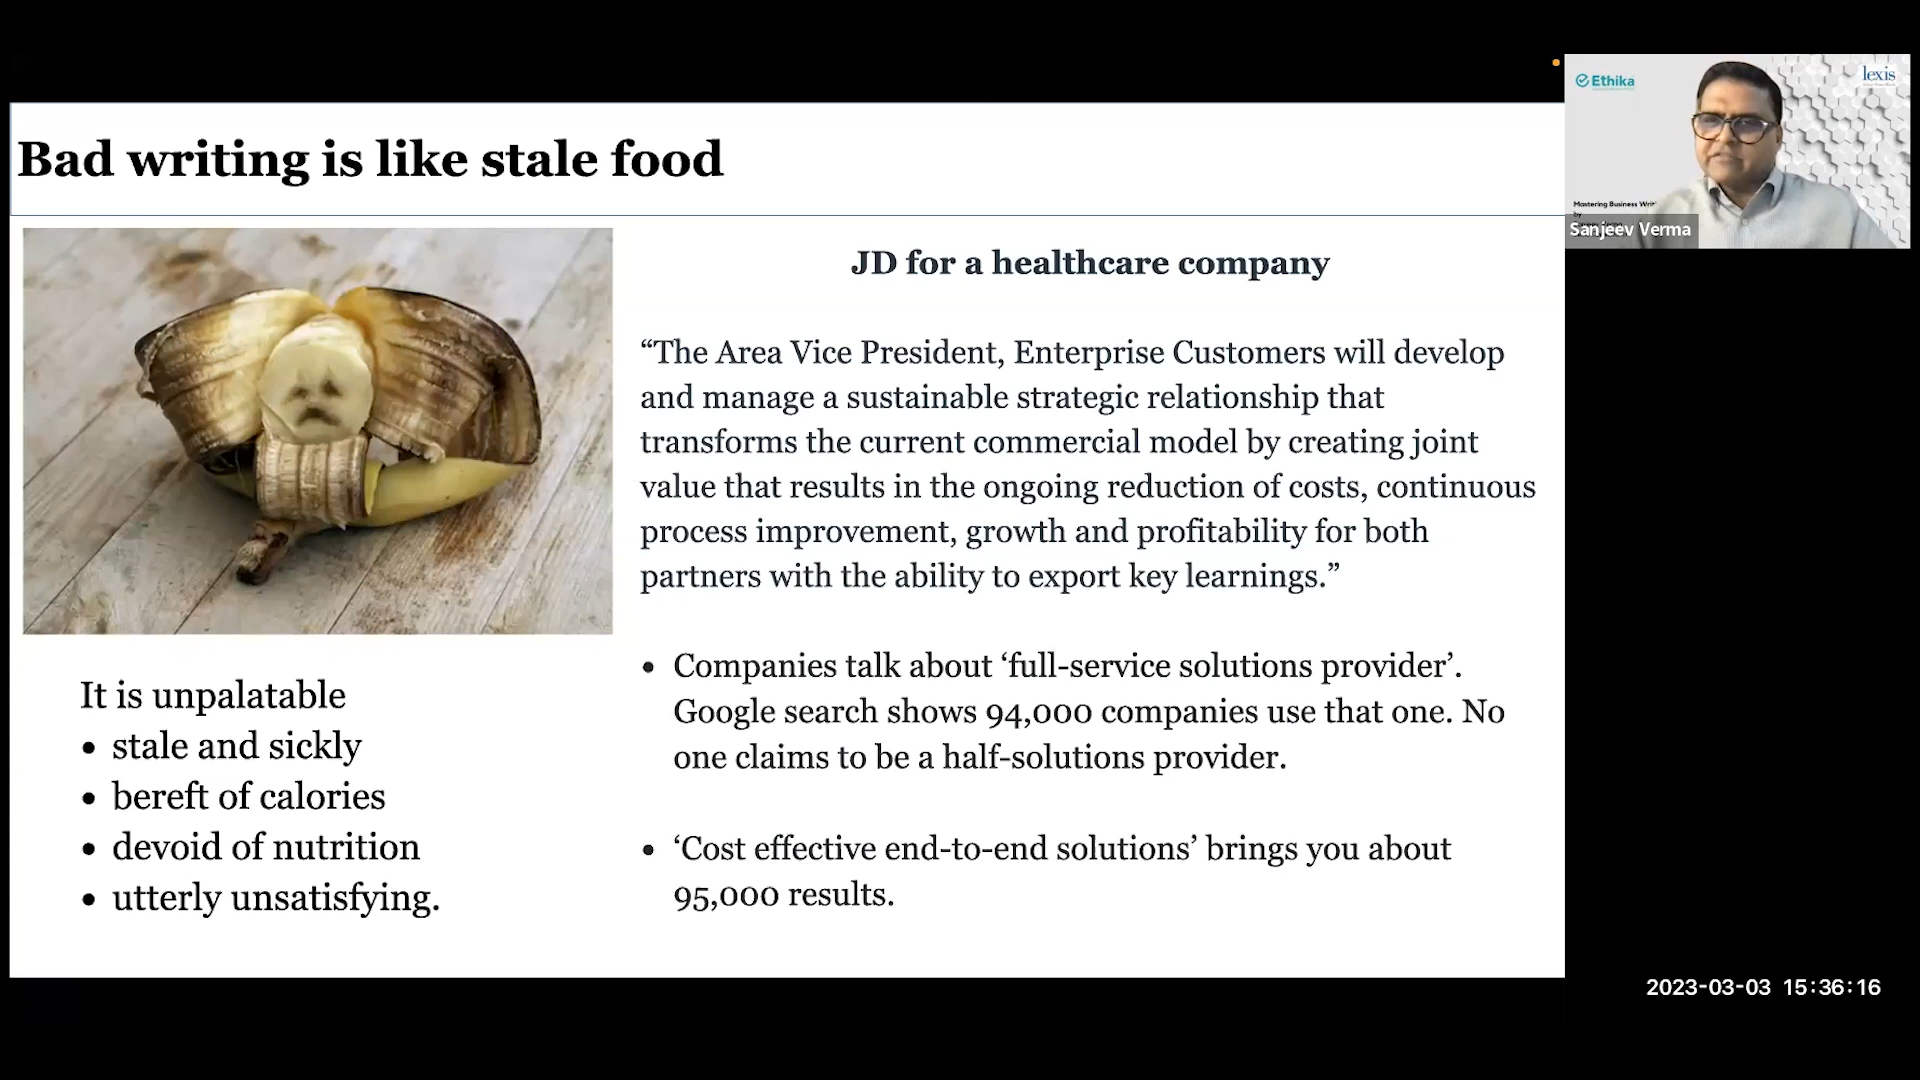 Bad writing is like stale food
JD for a healthcare company
“The Area Vice President, Enterprise Customers will develop
and manage a sustainable strategic relationship that
transforms the current commercial model by creating joint
value that results in the ongoing reduction of costs, continuous
process improvement, growth and profitability for both
partners with the ability to export key learnings.”
• Companies talk about ‘full-service solutions provider’.
Google search shows 94,000 companies use that one. No
one claims to be a half-solutions provider.
• ‘Cost effective end-to-end solutions’ brings you about
95,000 results.
It is unpalatable
• stale and sickly
• bereft of calories
• devoid of nutrition
• utterly unsatisfying.
Ethika
lexis
Mastering Business
by
Sanjeev Verma
2023-03-03 15:36:16